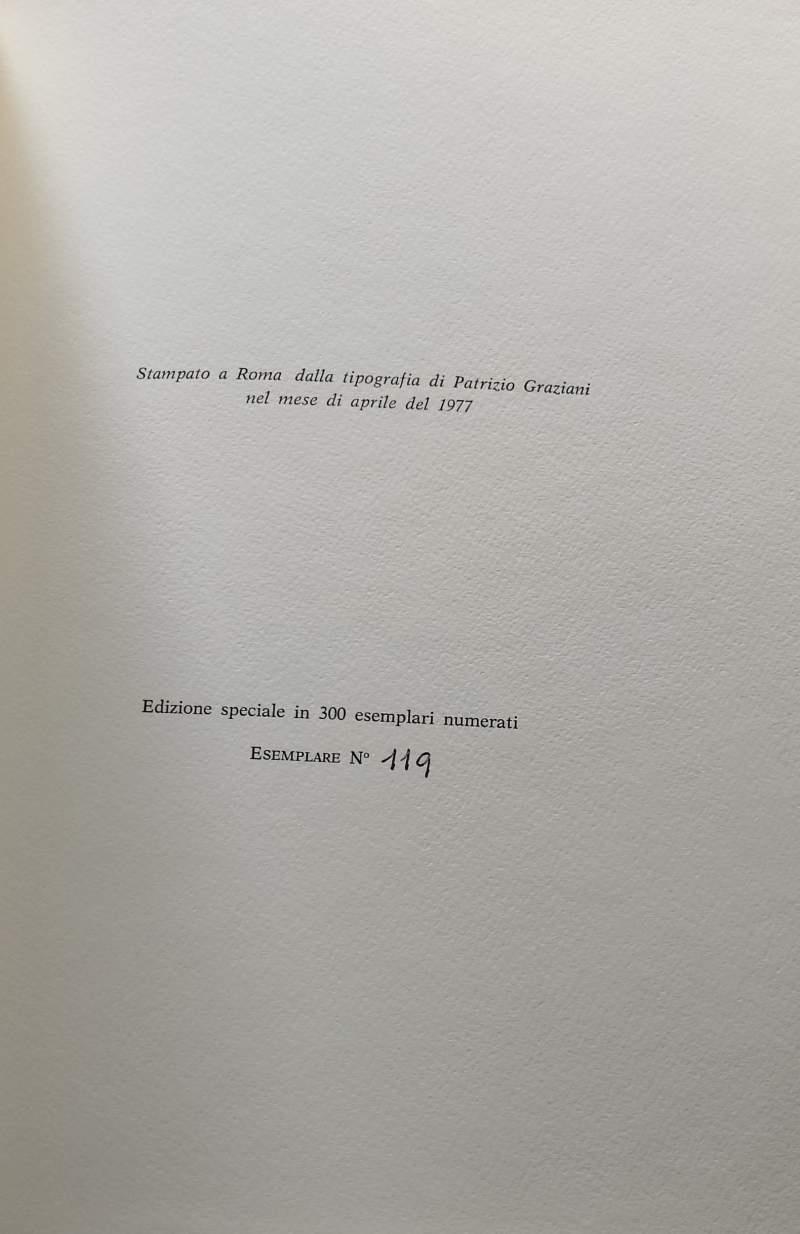 Stampato a Roma dalla tipografia di Patrizio Graziani
nel mese di aprile del 1977
Edizione speciale in 300 esemplari numerati
ESEMPLARE Nº 119